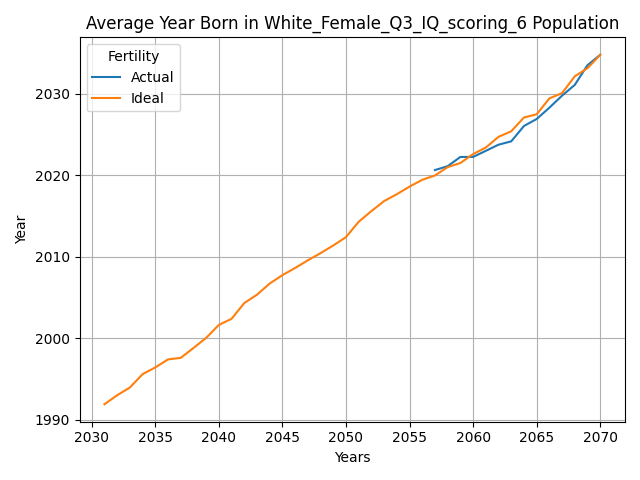 Average Year Born in White_Female_Q3_IQ_scoring_6 Population
Fertility
Actual
Ideal
Year
2030
2020
2010
2000
1990
2030 2035 2040 2045 2050 2055 2060 2065 2070
Years